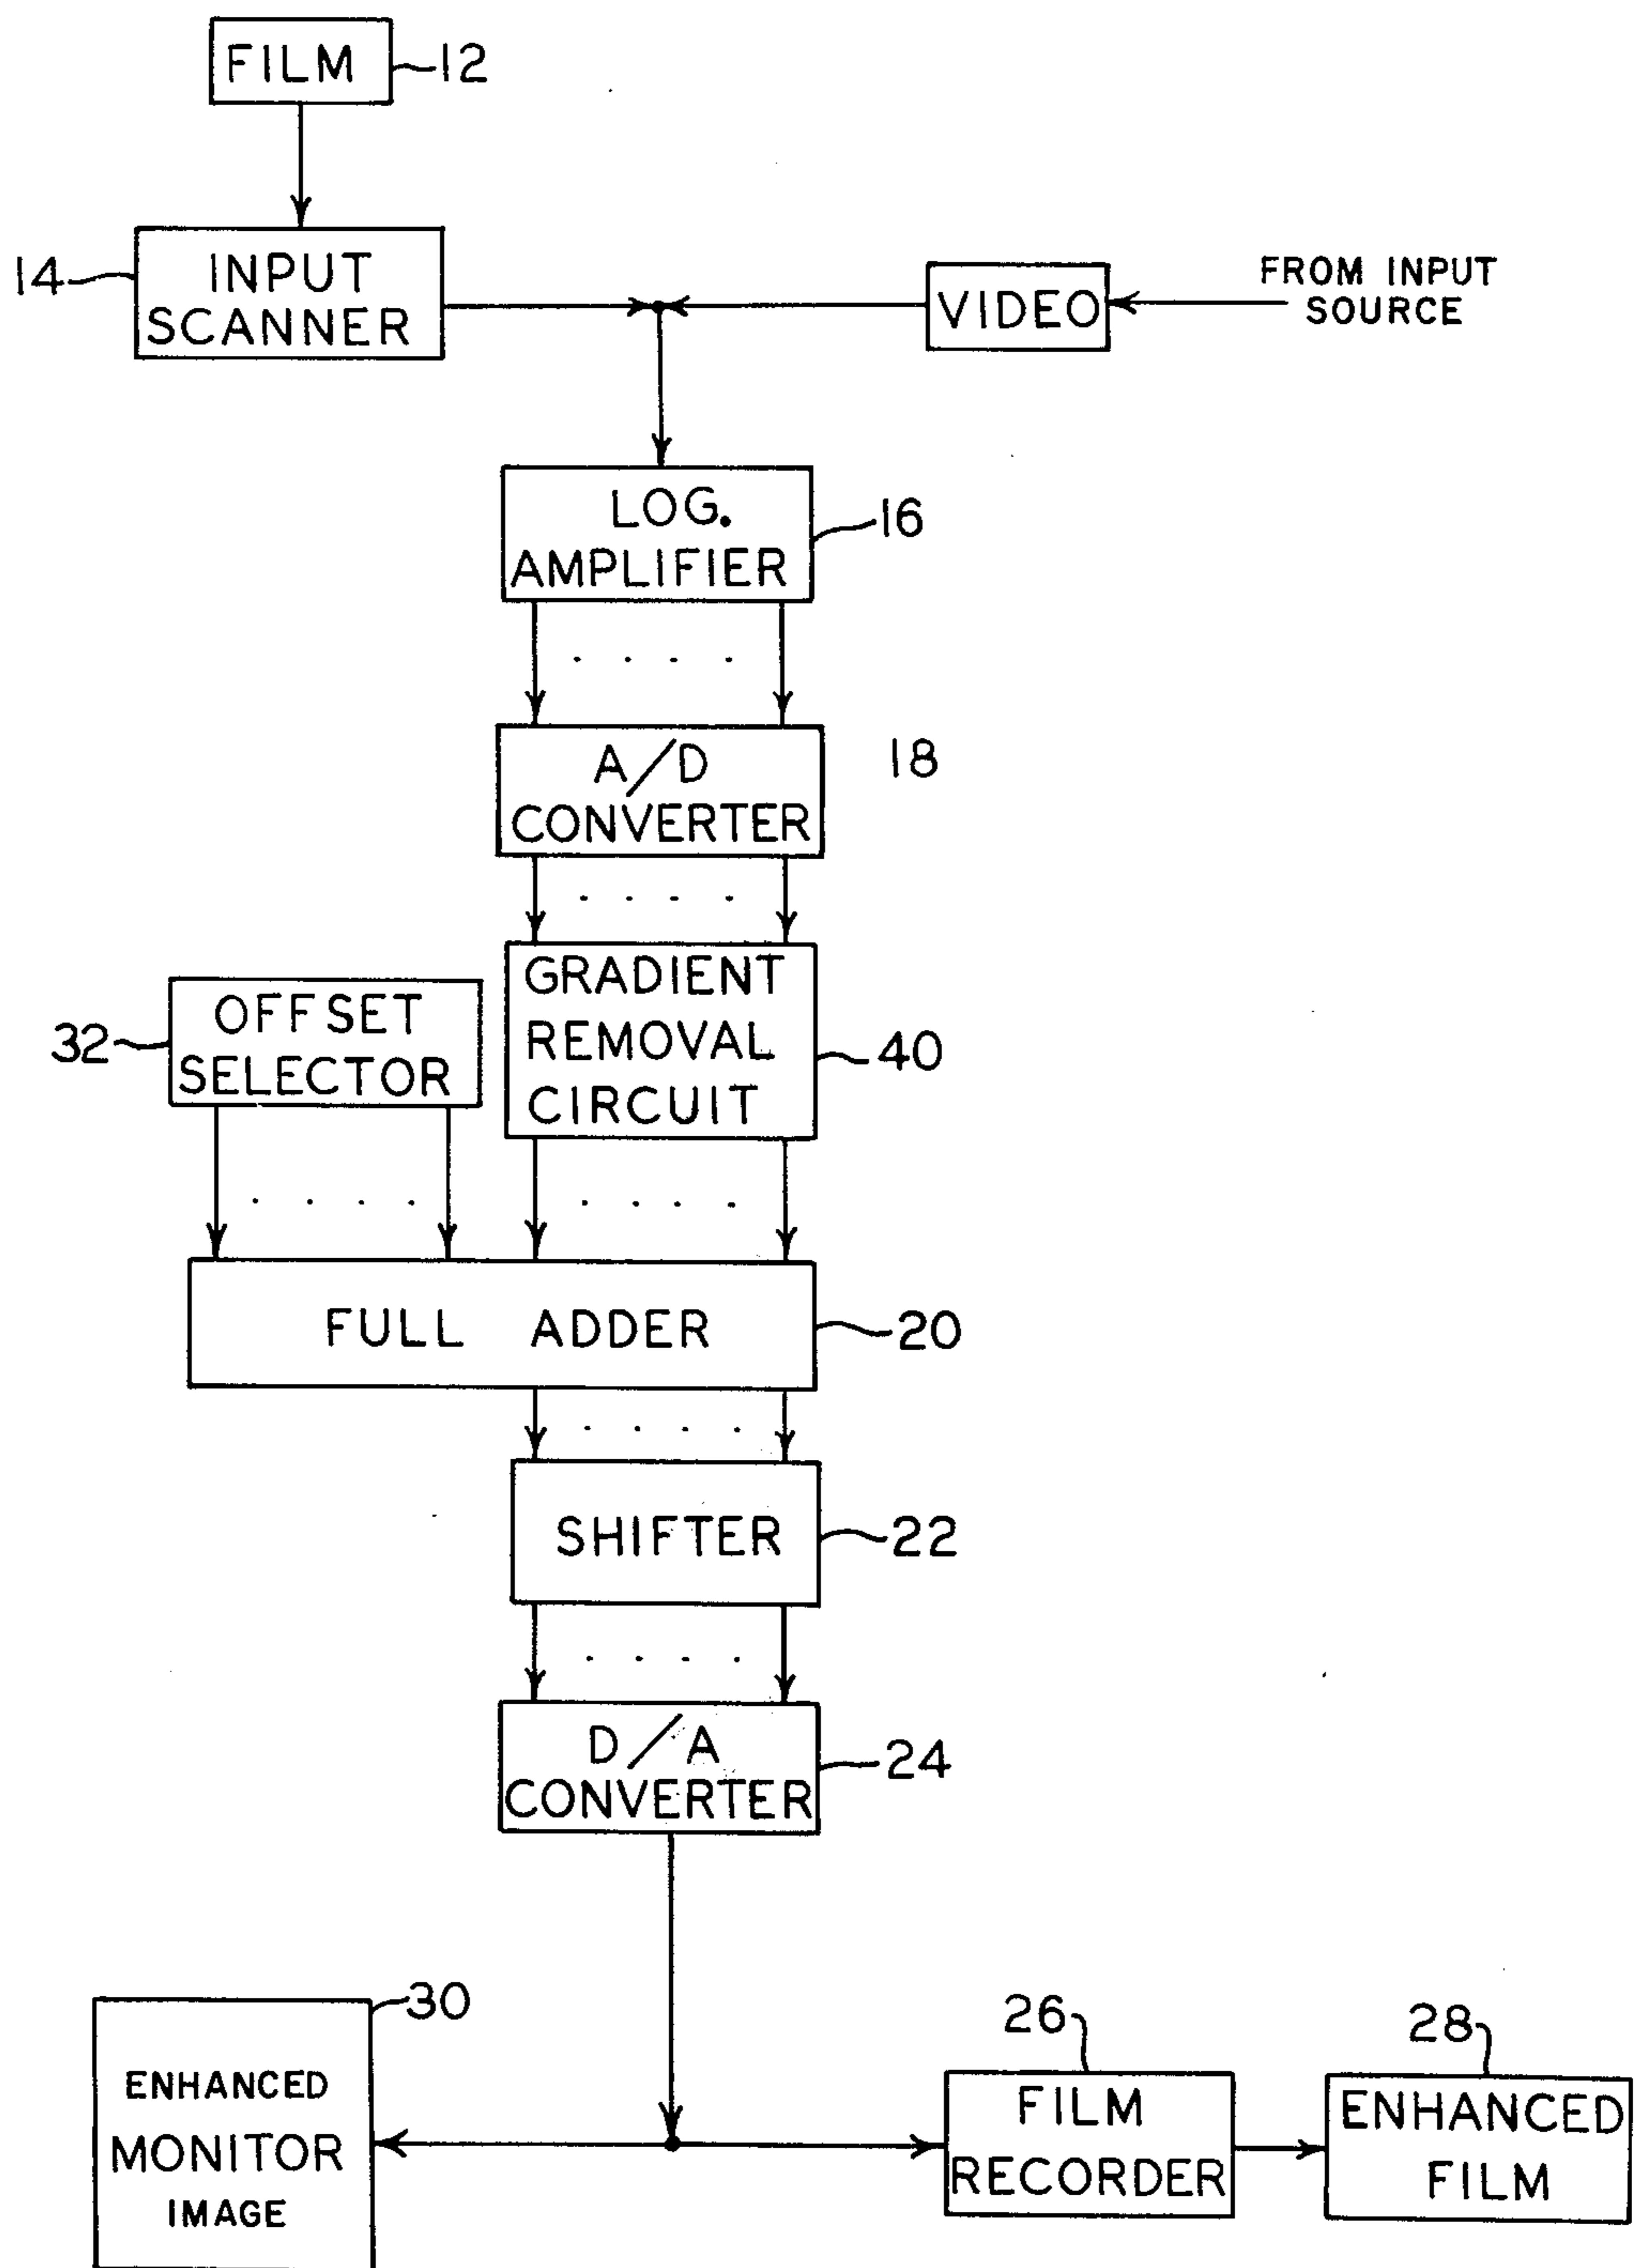 FILM
12
14
INPUT
SCANNER
VIDEO
FROM INPUT
SOURCE
LOG.
AMPLIFIER
16
A/D
CONVERTER
18
OFFSET
SELECTOR
32
GRADIENT
REMOVAL
CIRCUIT
40
FULL ADDER
20
SHIFTER
22
D/A
CONVERTER
24
30
ENHANCED
MONITOR
IMAGE
26
FILM
RECORDER
28
ENHANCED
FILM